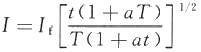 I = I_f [ t(1 + aT) / T(1 + at) ]^{1/2}